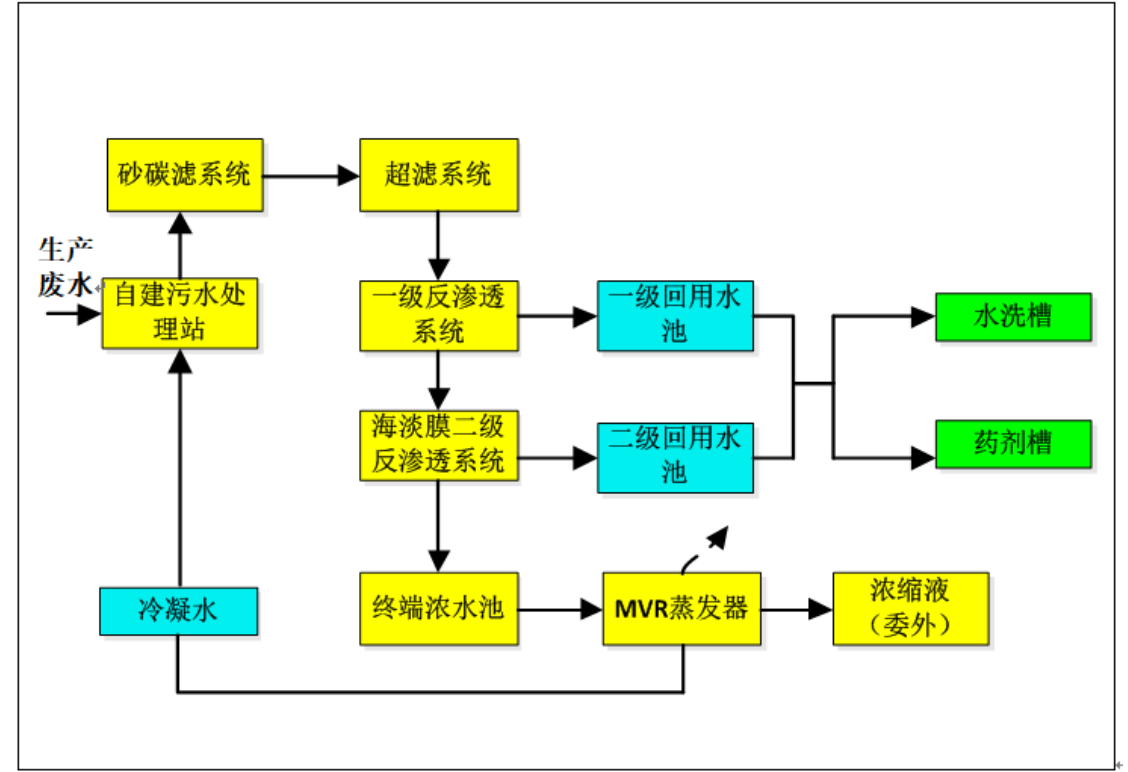 砂碳滤系统
超滤系统
生产
废水
自建污水处
理站
一级反渗透
系统
一级回用水
池
水洗槽
海淡膜二级
反渗透系统
二级回用水
池
药剂槽
冷凝水
终端浓水池
MVR蒸发器
浓缩液
（委外）